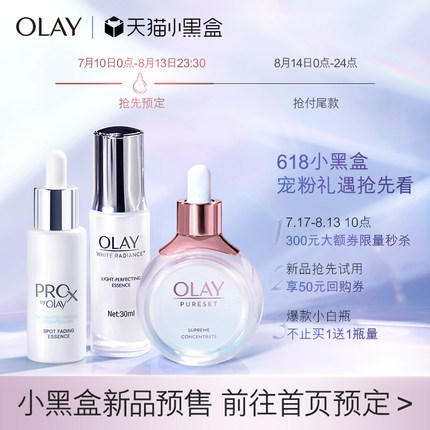 OLAY 天猫小黑盒
7月10日0点-8月13日23:30
8月14日0点-24点
抢先预定
抢付尾款
618小黑盒
宠粉礼遇抢先看
1 7.17-8.13 10点
300元大额券限量秒杀
2 新品抢先试用
享50元回购券
3 爆款小白瓶
不止买1送1瓶量
PROX
BY OLAY
SPOT FADING
ESSENCE
OLAY
WHITE RADIANCE™
LIGHT-PERFECTING
ESSENCE
Net:30ml
OLAY
PURESET
SUPREME
CONCENTRATE
小黑盒新品预售 前往首页预定 >